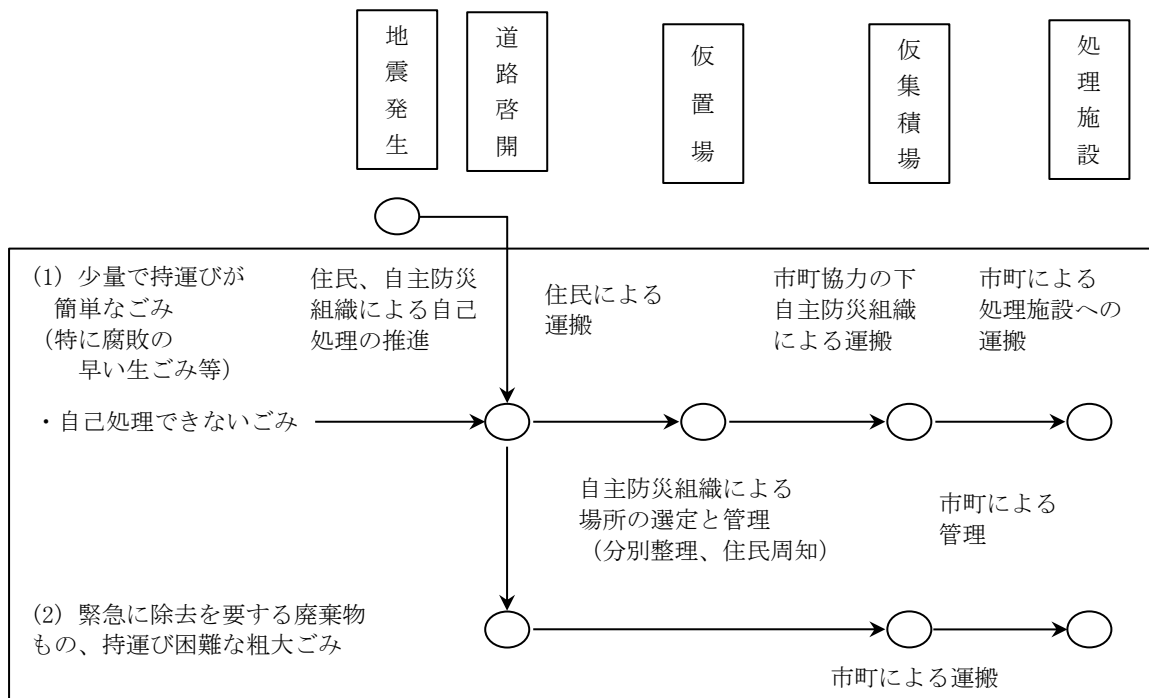 地震発生
道路啓開
仮置場
仮集積場
処理施設
(1) 少量で持運びが
簡単なごみ
（特に腐敗の
早い生ごみ等）
住民、自主防災
組織による自己
処理の推進
住民による
運搬
市町協力の下
自主防災組織
による運搬
市町による
処理施設への
運搬
・自己処理できないごみ
自主防災組織による
場所の選定と管理
（分別整理、住民周知）
市町による
管理
(2) 緊急に除去を要する廃棄物
もの、持運び困難な粗大ごみ
市町による運搬